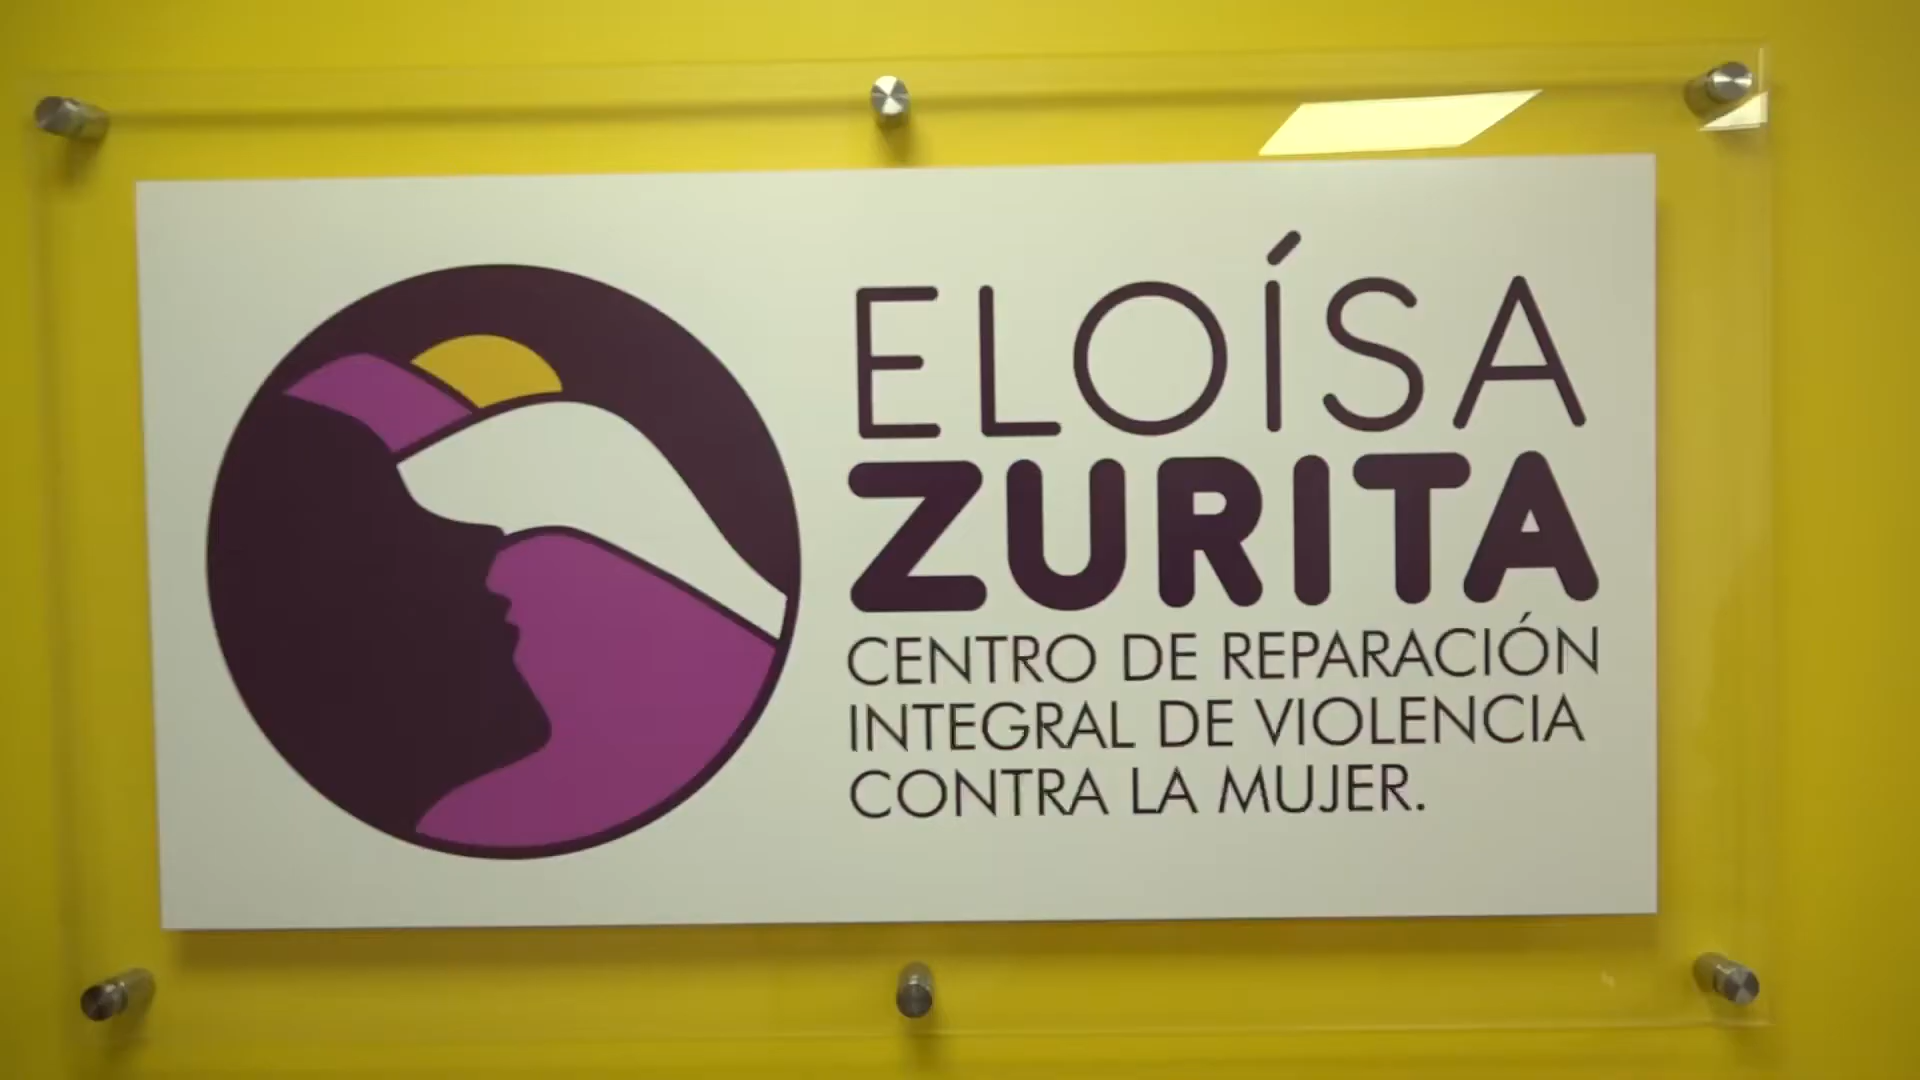 ELOÍSA
ZURITA
CENTRO DE REPARACIÓN
INTEGRAL DE VIOLENCIA
CONTRA LA MUJER.